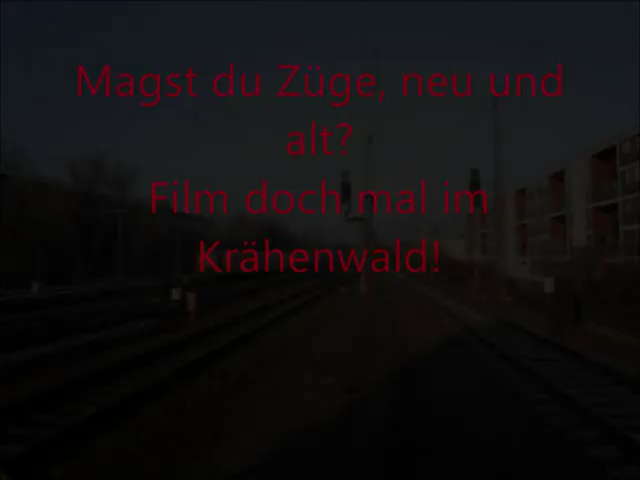 Magst du Züge, neu und
alt?
Film doch mal im
Krähenwald!